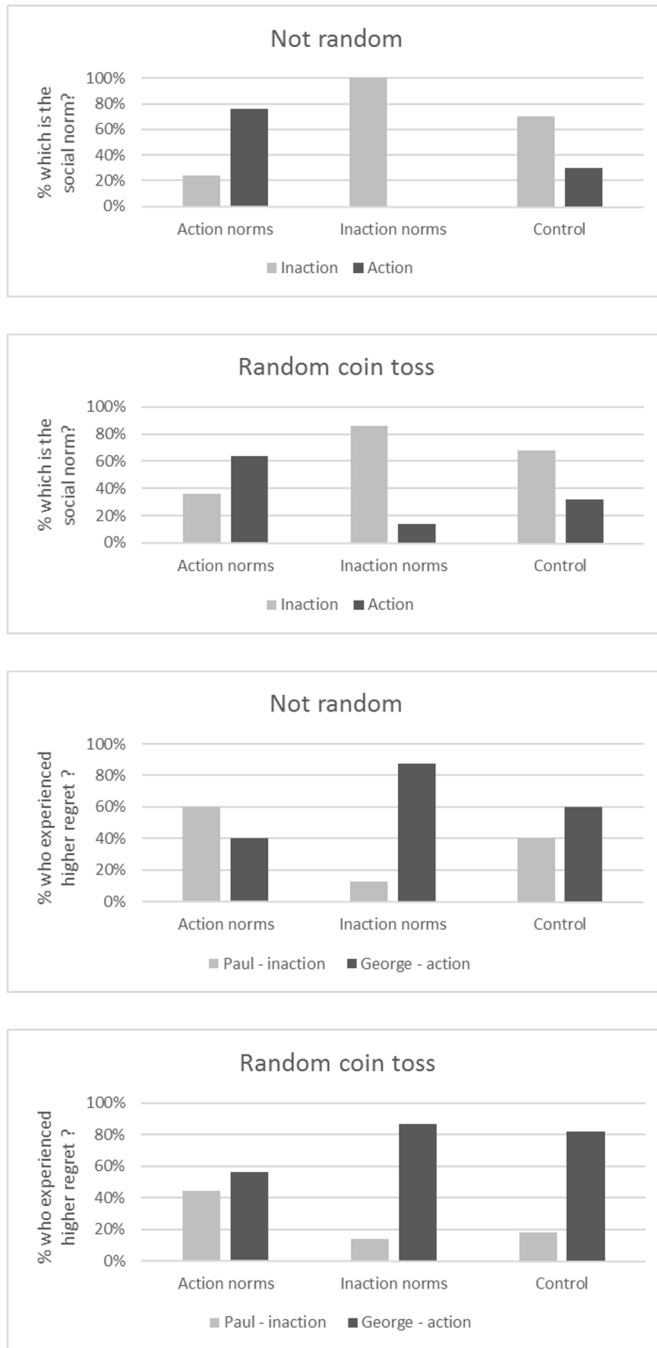 Not random
% which is the
social norm?
100%
80%
60%
40%
20%
0%
Action norms
Inaction norms
Control
Inaction
Action
Random coin toss
% which is the
social norm?
100%
80%
60%
40%
20%
0%
Action norms
Inaction norms
Control
Inaction
Action
Not random
% who experienced
higher regret ?
100%
80%
60%
40%
20%
0%
Action norms
Inaction norms
Control
Paul - inaction
George - action
Random coin toss
% who experienced
higher regret ?
100%
80%
60%
40%
20%
0%
Action norms
Inaction norms
Control
Paul - inaction
George - action